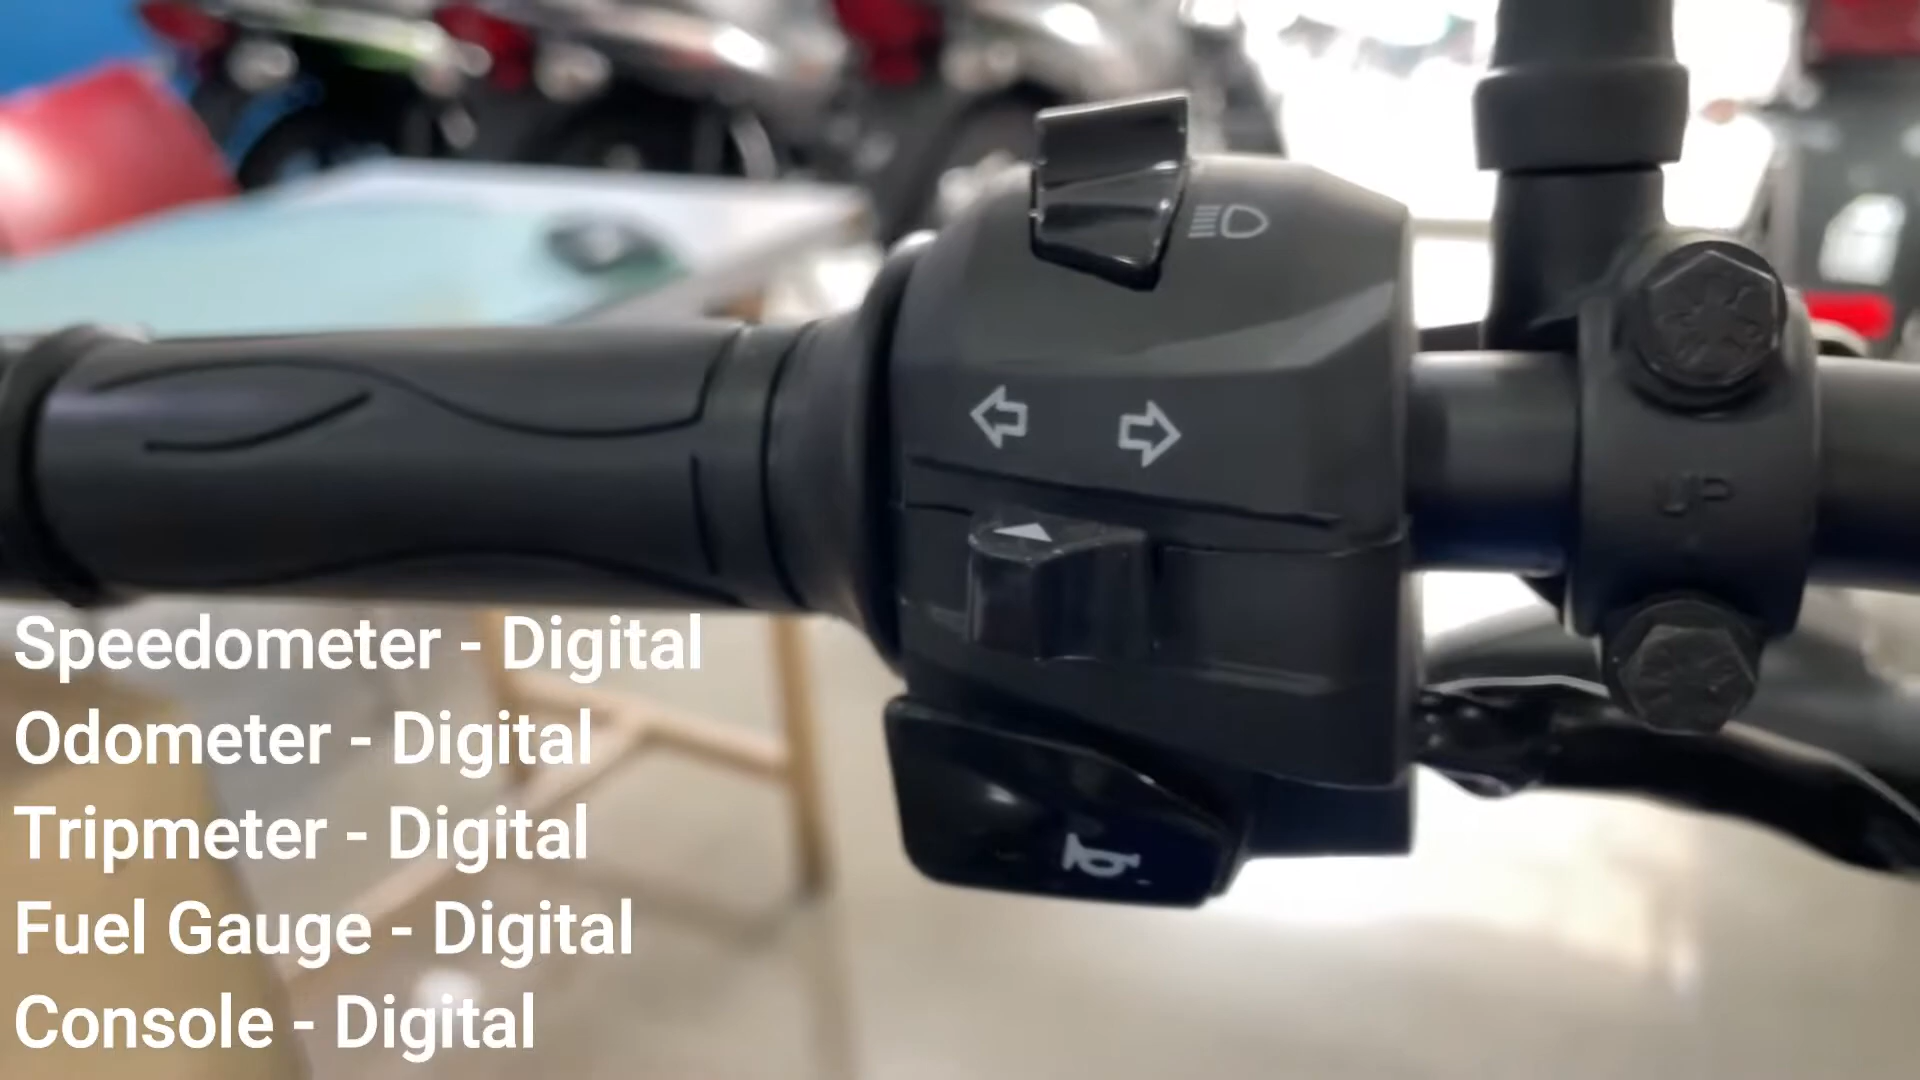 UP
Speedometer - Digital
Odometer - Digital
Tripmeter - Digital
Fuel Gauge - Digital
Console - Digital